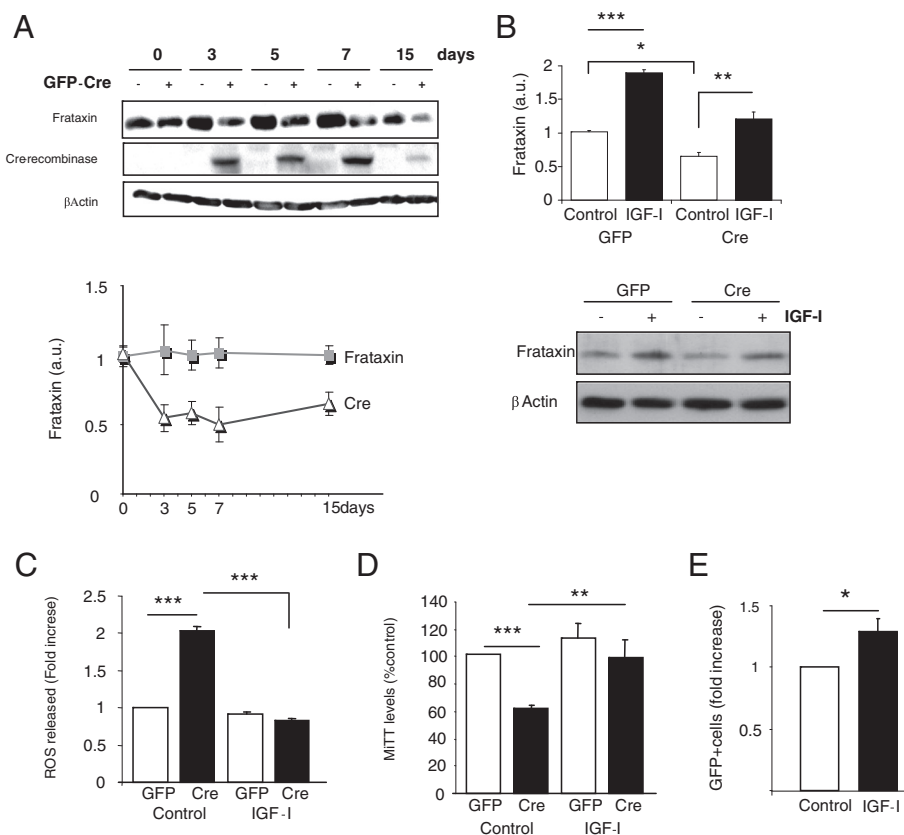 A
0 3 5 7 15 days
GFP-Cre - + - + - + - + - +
Frataxin
Cre recombinase
βActin
1.5
1
0.5
0
Frataxin (a.u.)
Frataxin
Cre
0 3 5 7 15days
B
***
*
**
2
1.5
1
0.5
0
Frataxin (a.u.)
Control IGF-I Control IGF-I
GFP Cre
GFP Cre
- + - + IGF-I
Frataxin
β Actin
C
***
***
2.5
2
1.5
1
0.5
0
ROS released (Fold increse)
GFP Cre GFP Cre
Control IGF-I
D
**
***
140
120
100
80
60
40
20
0
MiTT levels (%control)
GFP Cre GFP Cre
Control IGF-I
E
*
1.5
1
0.5
0
GFP+cells (fold increase)
Control IGF-I